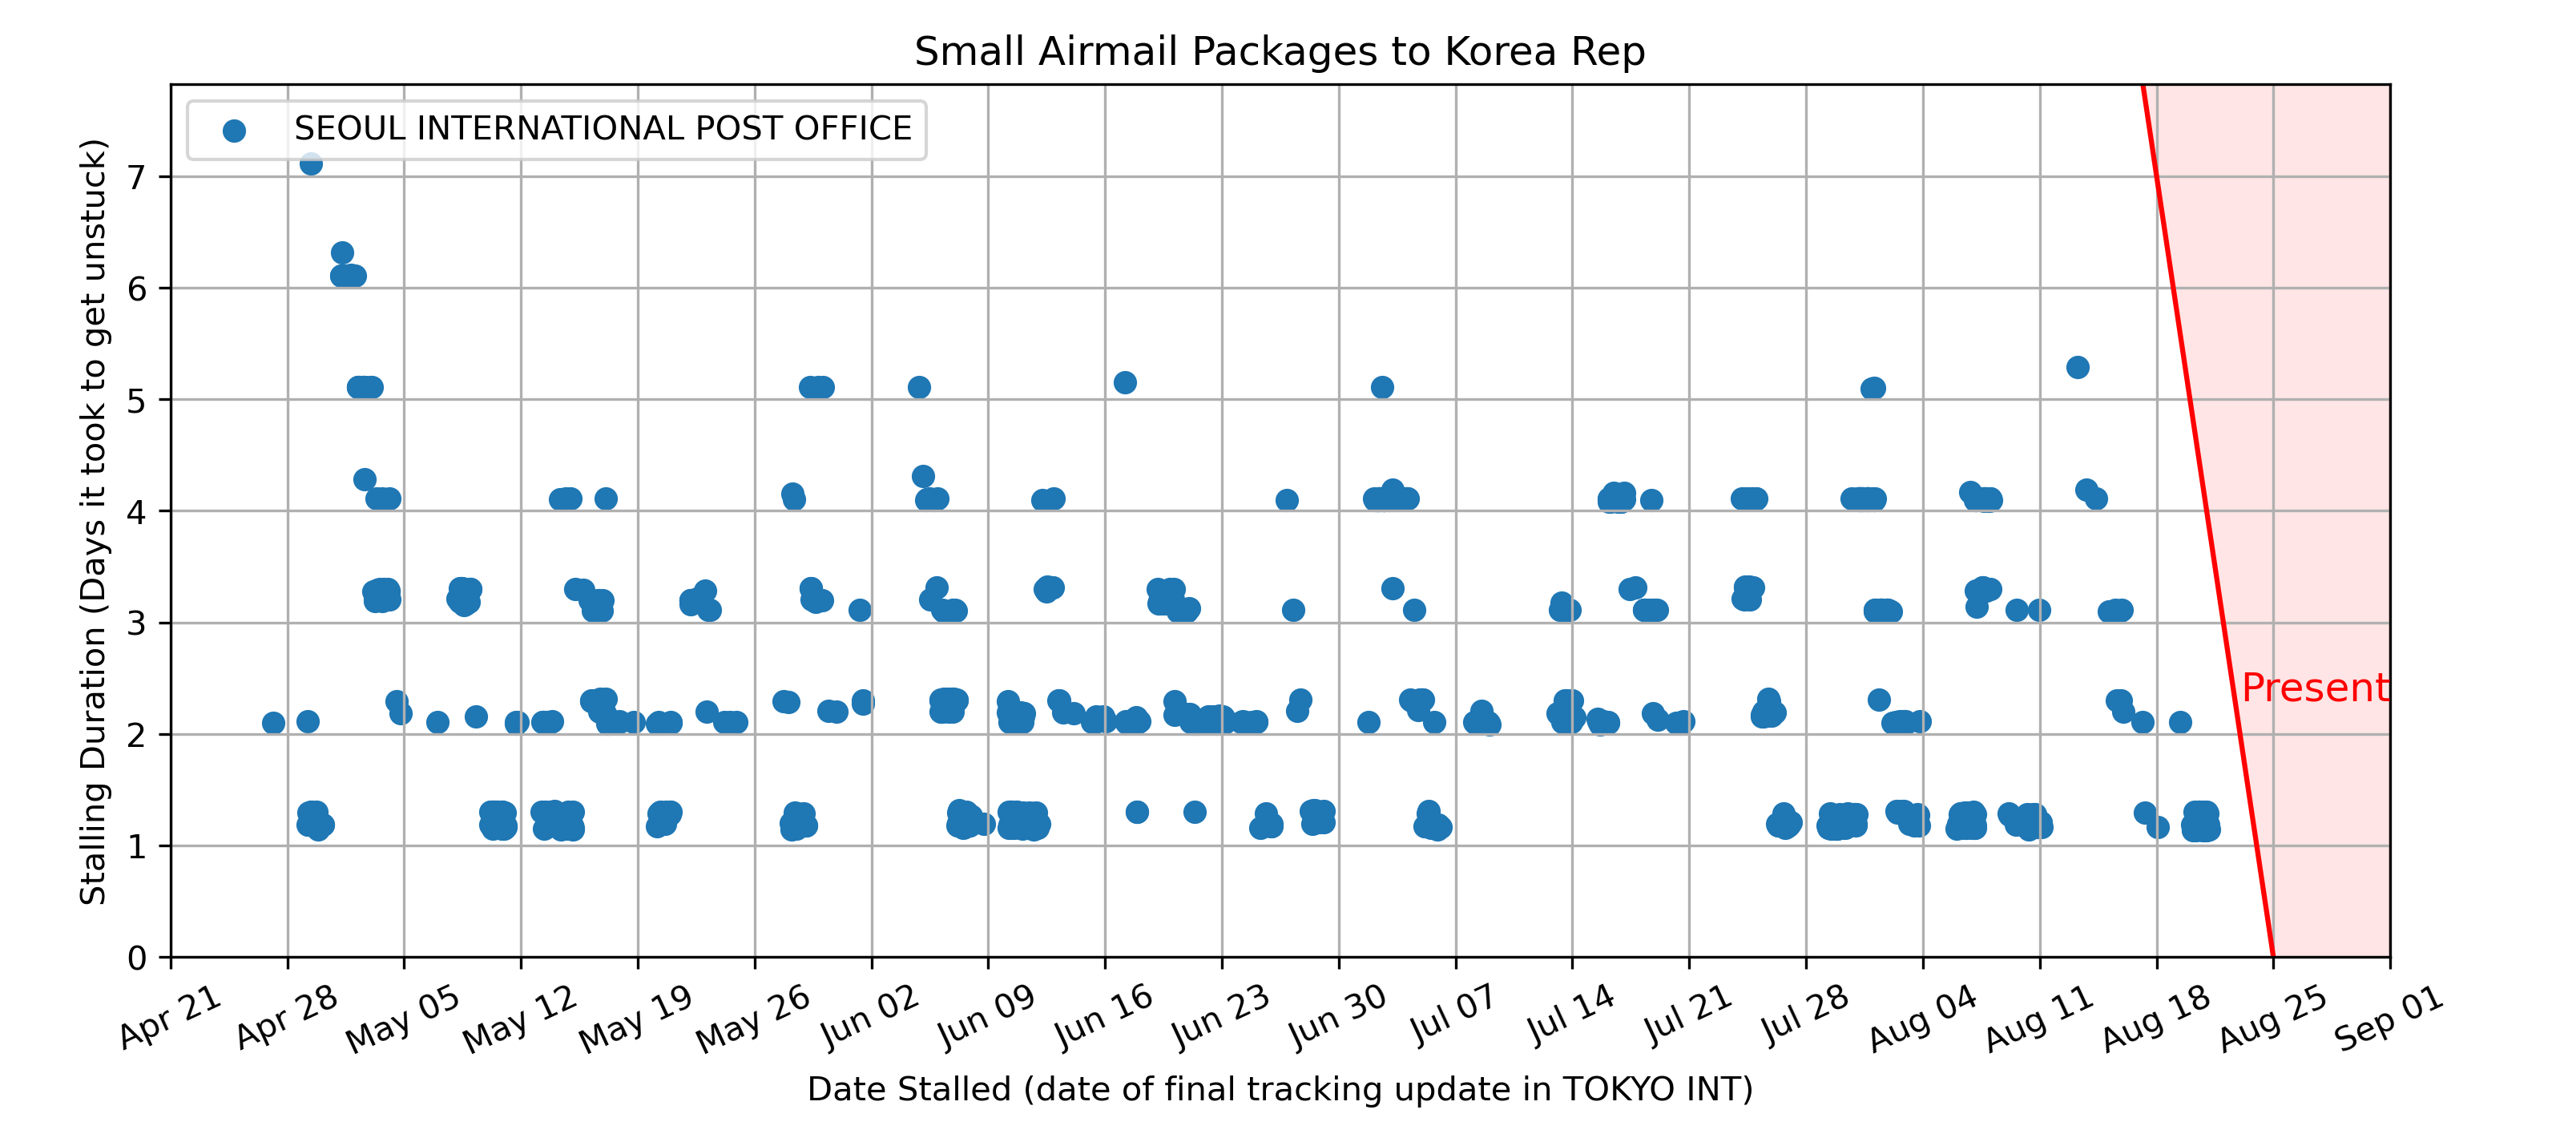 Small Airmail Packages to Korea Rep
SEOUL INTERNATIONAL POST OFFICE
Stalling Duration (Days it took to get unstuck)
7
6
5
4
3
2
1
0
Present
Apr 21
Apr 28
May 05
May 12
May 19
May 26
Jun 02
Jun 09
Jun 16
Jun 23
Jun 30
Jul 07
Jul 14
Jul 21
Jul 28
Aug 04
Aug 11
Aug 18
Aug 25
Sep 01
Date Stalled (date of final tracking update in TOKYO INT)